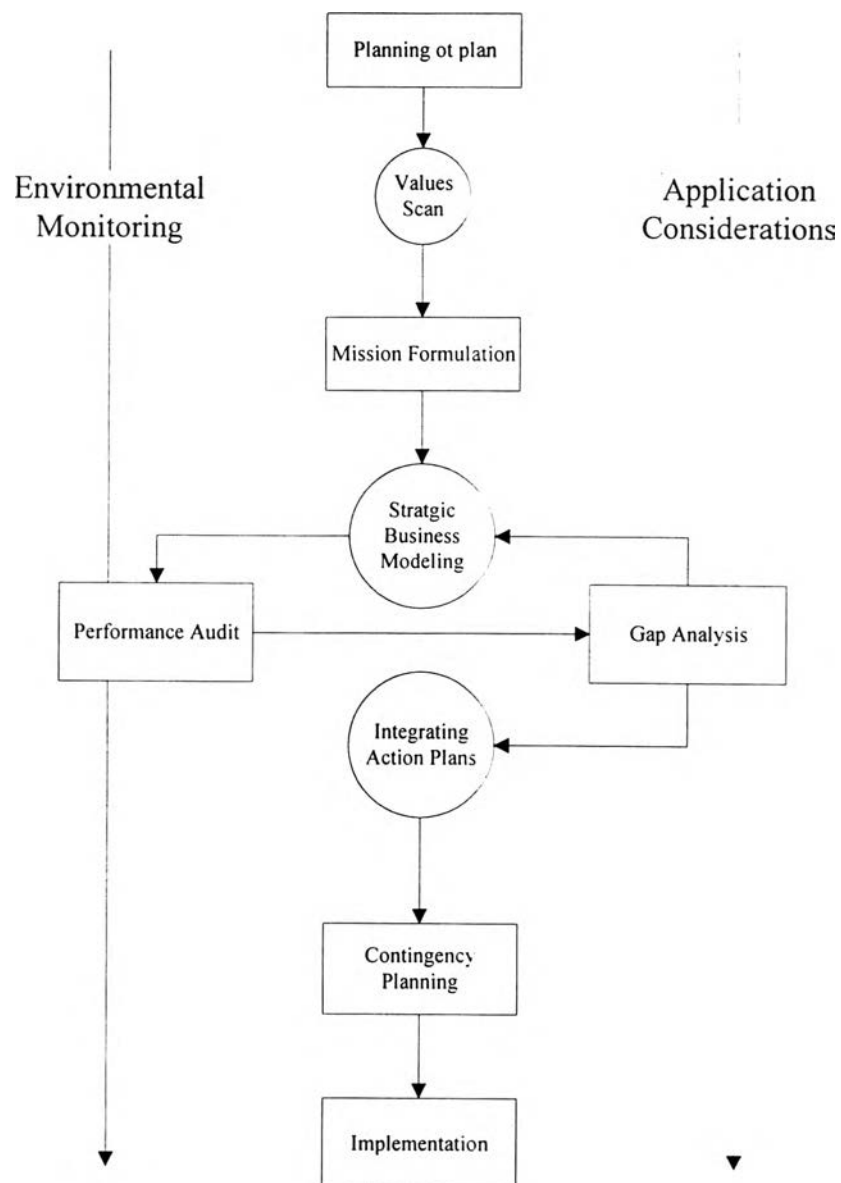 Planning ot plan
Environmental
Monitoring
Values
Scan
Application
Considerations
Mission Formulation
Stratgic
Business
Modeling
Performance Audit
Gap Analysis
Integrating
Action Plans
Contingency
Planning
Implementation